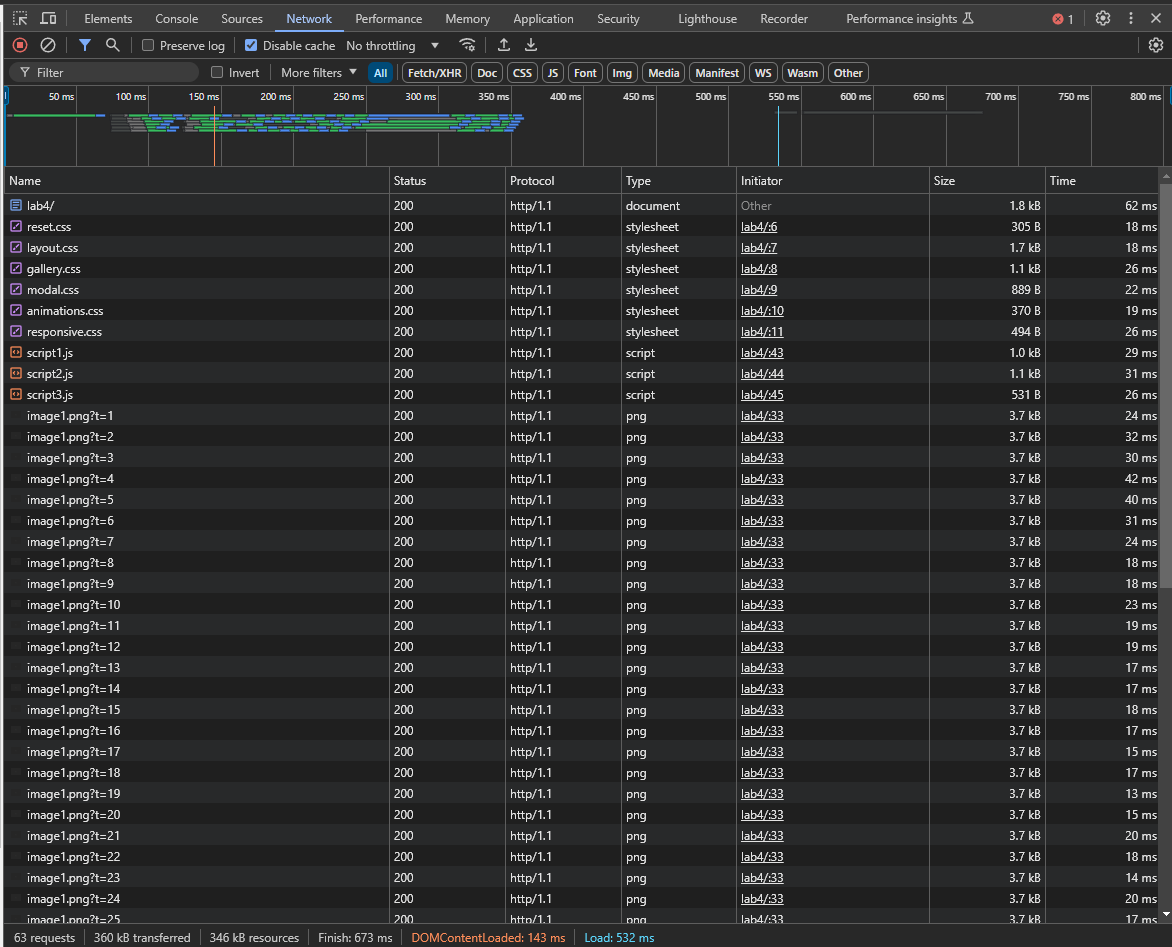 Elements Console Sources Network Performance Memory Application Security Lighthouse Recorder Performance insights 1
Preserve log Disable cache No throttling
Filter Invert More filters All Fetch/XHR Doc CSS JS Font Img Media Manifest WS Wasm Other
50 ms 100 ms 150 ms 200 ms 250 ms 300 ms 350 ms 400 ms 450 ms 500 ms 550 ms 600 ms 650 ms 700 ms 750 ms 800 ms
Name Status Protocol Type Initiator Size Time
lab4/ 200 http/1.1 document Other 1.8 kB 62 ms
reset.css 200 http/1.1 stylesheet lab4/:6 305 B 18 ms
layout.css 200 http/1.1 stylesheet lab4/:7 1.7 kB 18 ms
gallery.css 200 http/1.1 stylesheet lab4/:8 1.1 kB 26 ms
modal.css 200 http/1.1 stylesheet lab4/:9 889 B 22 ms
animations.css 200 http/1.1 stylesheet lab4/:10 370 B 19 ms
responsive.css 200 http/1.1 stylesheet lab4/:11 494 B 26 ms
script1.js 200 http/1.1 script lab4/:43 1.0 kB 29 ms
script2.js 200 http/1.1 script lab4/:44 1.1 kB 31 ms
script3.js 200 http/1.1 script lab4/:45 531 B 26 ms
image1.png?t=1 200 http/1.1 png lab4/:33 3.7 kB 24 ms
image1.png?t=2 200 http/1.1 png lab4/:33 3.7 kB 32 ms
image1.png?t=3 200 http/1.1 png lab4/:33 3.7 kB 30 ms
image1.png?t=4 200 http/1.1 png lab4/:33 3.7 kB 42 ms
image1.png?t=5 200 http/1.1 png lab4/:33 3.7 kB 40 ms
image1.png?t=6 200 http/1.1 png lab4/:33 3.7 kB 31 ms
image1.png?t=7 200 http/1.1 png lab4/:33 3.7 kB 24 ms
image1.png?t=8 200 http/1.1 png lab4/:33 3.7 kB 18 ms
image1.png?t=9 200 http/1.1 png lab4/:33 3.7 kB 18 ms
image1.png?t=10 200 http/1.1 png lab4/:33 3.7 kB 23 ms
image1.png?t=11 200 http/1.1 png lab4/:33 3.7 kB 19 ms
image1.png?t=12 200 http/1.1 png lab4/:33 3.7 kB 19 ms
image1.png?t=13 200 http/1.1 png lab4/:33 3.7 kB 17 ms
image1.png?t=14 200 http/1.1 png lab4/:33 3.7 kB 17 ms
image1.png?t=15 200 http/1.1 png lab4/:33 3.7 kB 18 ms
image1.png?t=16 200 http/1.1 png lab4/:33 3.7 kB 17 ms
image1.png?t=17 200 http/1.1 png lab4/:33 3.7 kB 15 ms
image1.png?t=18 200 http/1.1 png lab4/:33 3.7 kB 17 ms
image1.png?t=19 200 http/1.1 png lab4/:33 3.7 kB 13 ms
image1.png?t=20 200 http/1.1 png lab4/:33 3.7 kB 15 ms
image1.png?t=21 200 http/1.1 png lab4/:33 3.7 kB 20 ms
image1.png?t=22 200 http/1.1 png lab4/:33 3.7 kB 18 ms
image1.png?t=23 200 http/1.1 png lab4/:33 3.7 kB 14 ms
image1.png?t=24 200 http/1.1 png lab4/:33 3.7 kB 20 ms
image1.png?t=25 200 http/1.1 png lab4/:33 3.7 kB 17 ms
63 requests 360 kB transferred 346 kB resources Finish: 673 ms DOMContentLoaded: 143 ms Load: 532 ms